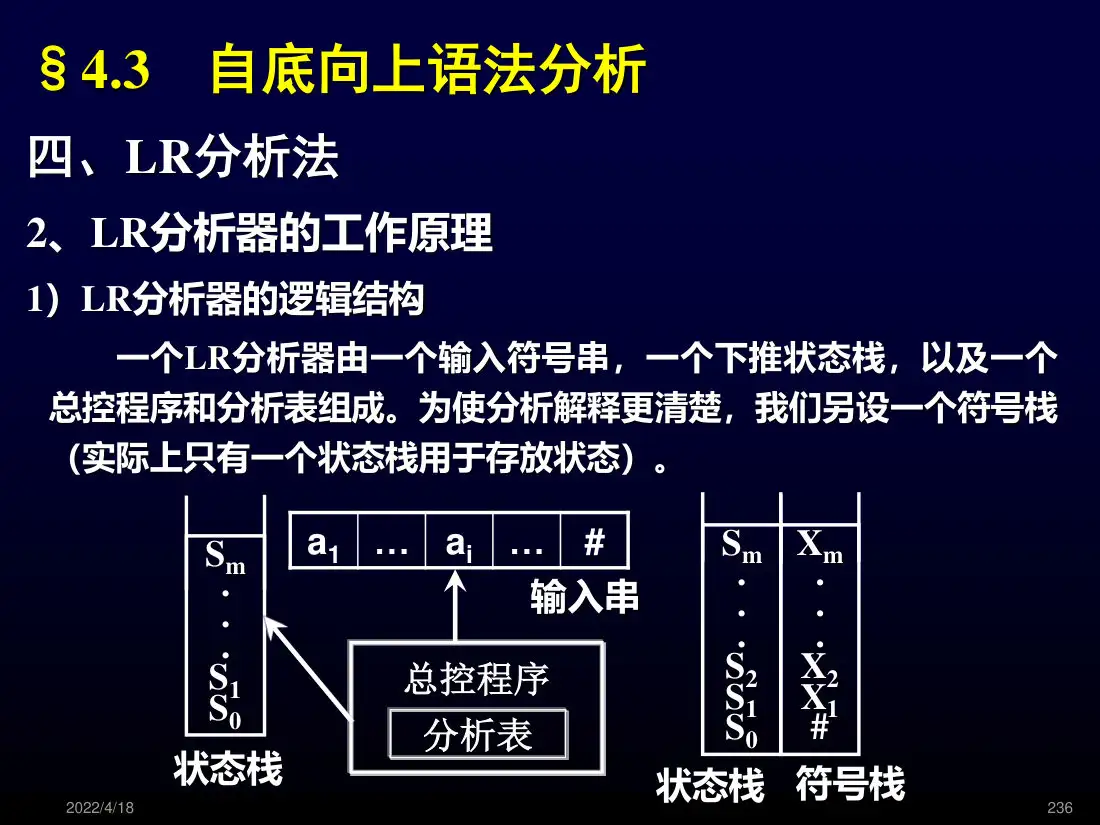 §4.3 自底向上语法分析
四、LR分析法
2、LR分析器的工作原理
1）LR分析器的逻辑结构
一个LR分析器由一个输入符号串，一个下推状态栈，以及一个
总控程序和分析表组成。为使分析解释更清楚，我们另设一个符号栈
（实际上只有一个状态栈用于存放状态）。
Sm
.
.
.
S1
S0
状态栈
a1 … ai … #
输入串
总控程序
分析表
Sm Xm
. .
. .
. .
S2 X2
S1 X1
S0 #
状态栈 符号栈
2022/4/18 236